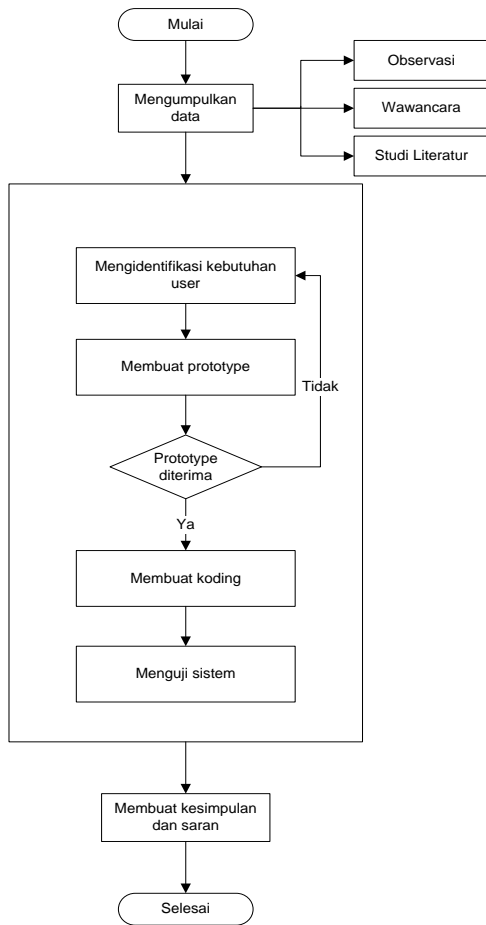 Mulai
Mengumpulkan
data
Observasi
Wawancara
Studi Literatur
Mengidentifikasi kebutuhan
user
Membuat prototype
Tidak
Prototype
diterima
Ya
Membuat koding
Menguji sistem
Membuat kesimpulan
dan saran
Selesai